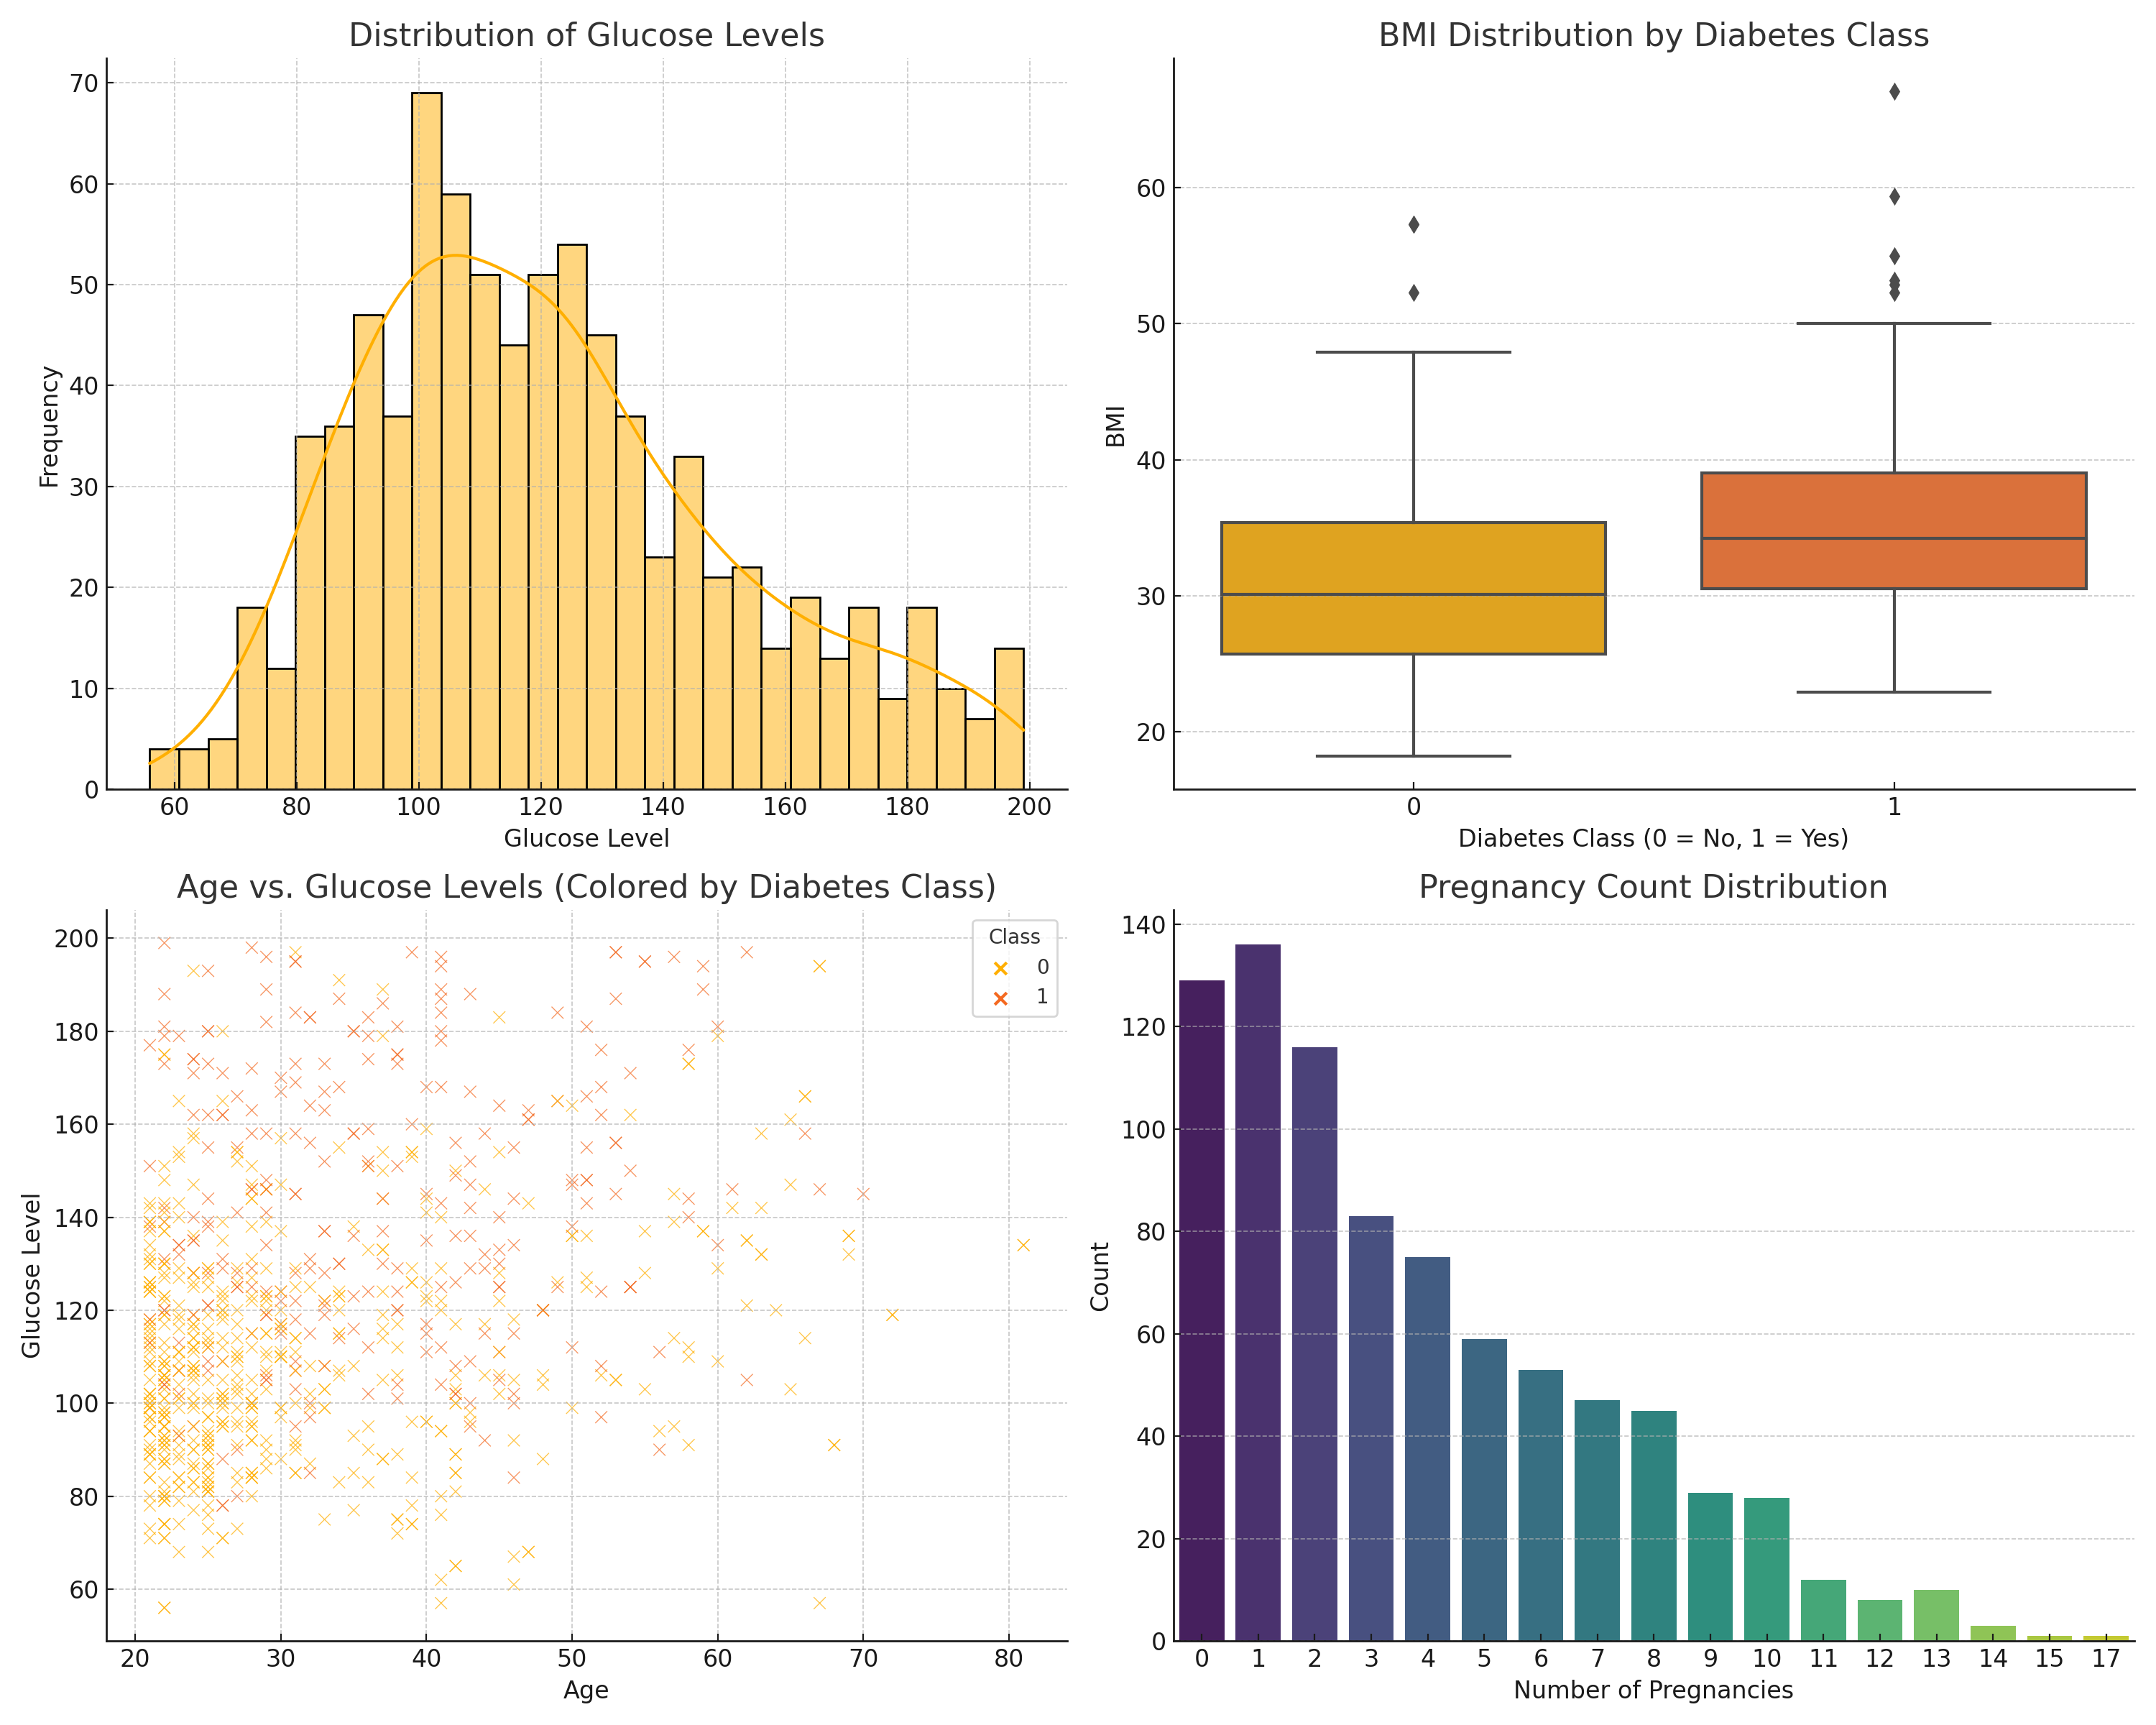 Distribution of Glucose Levels
Frequency
70
60
50
40
30
20
10
0
60 80 100 120 140 160 180 200
Glucose Level
BMI Distribution by Diabetes Class
BMI
60
50
40
30
20
0 1
Diabetes Class (0 = No, 1 = Yes)
Age vs. Glucose Levels (Colored by Diabetes Class)
Glucose Level
200
180
160
140
120
100
80
60
Class
0
1
20 30 40 50 60 70 80
Age
Pregnancy Count Distribution
Count
140
120
100
80
60
40
20
0
0 1 2 3 4 5 6 7 8 9 10 11 12 13 14 15 17
Number of Pregnancies